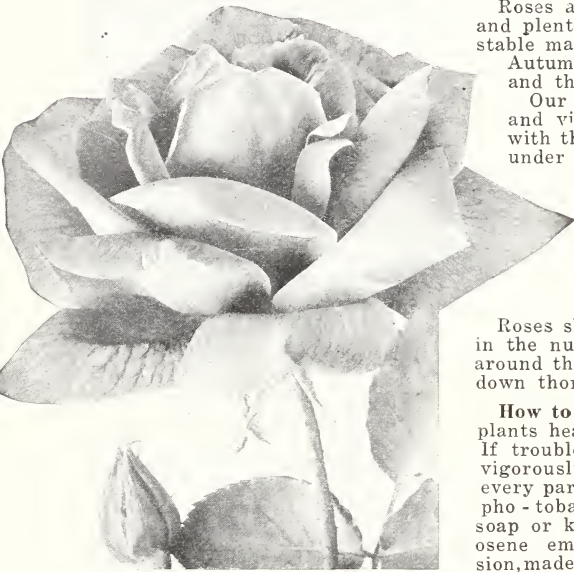 Roses a
and plent
stable ma
Autum
and th
Our
and vi
with th
under
Roses s
in the nu
around th
down thor
How to
plants hea
If troubl
vigorousl
every par
pho - toba
soap or k
osene em
sion, made